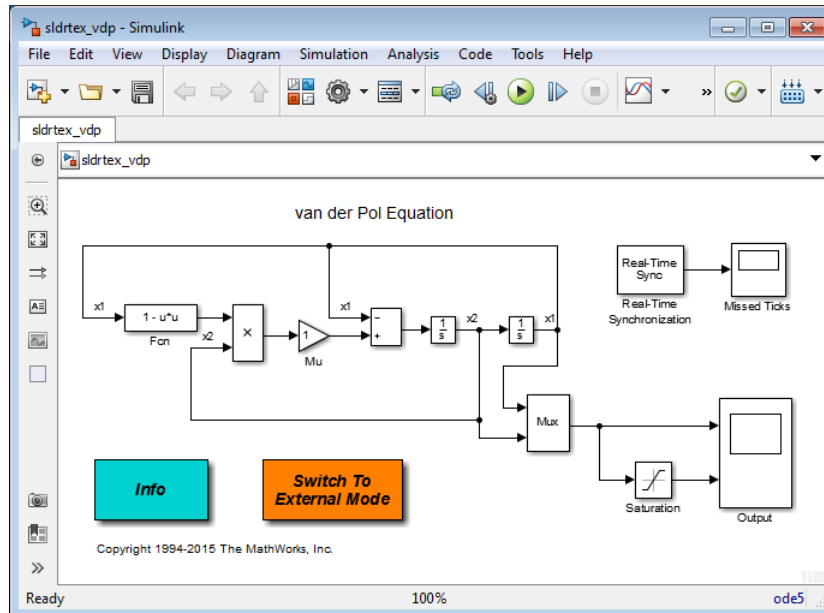 sldrtex_vdp - Simulink
File Edit View Display Diagram Simulation Analysis Code Tools Help
»
sldrtex_vdp
sldrtex_vdp
van der Pol Equation
x1
1 - u*u
Fcn
x2
×
1
Mu
x1
−
+
1
s
x2
1
s
x1
Real-Time
Sync
Real-Time
Synchronization
Missed Ticks
Mux
Saturation
Output
Info
Switch To
External Mode
Copyright 1994-2015 The MathWorks, Inc.
Ready 100% ode5